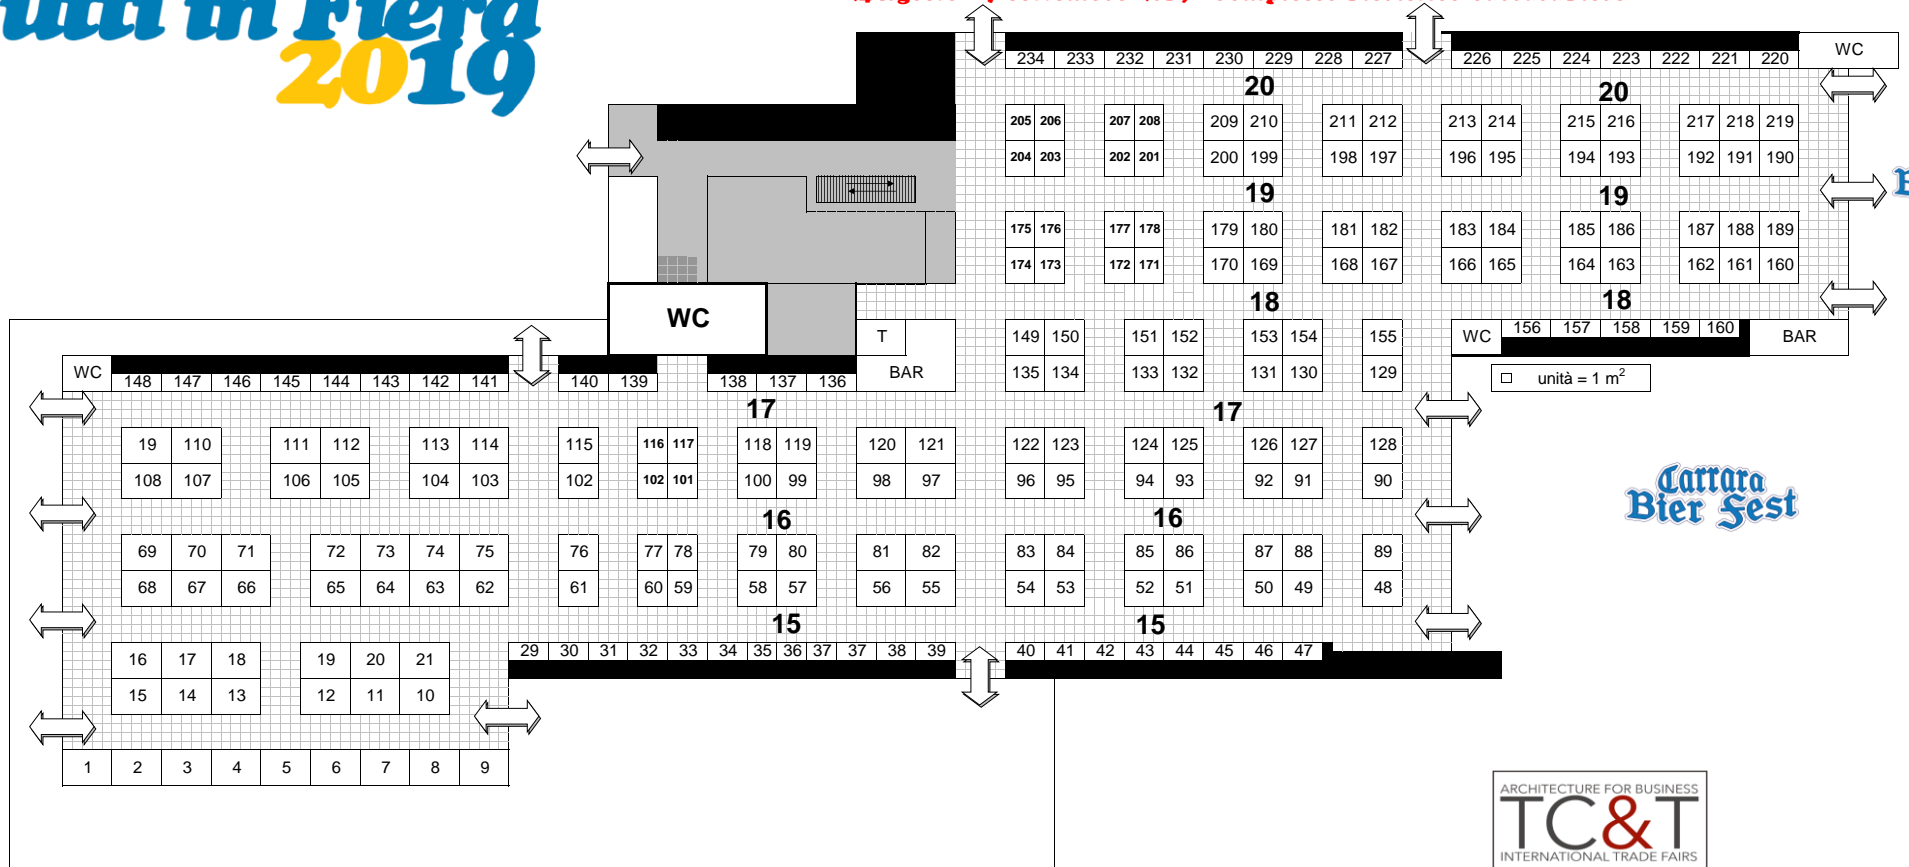 in Fiera
2019
WC
234 233 232 231 230 229 228 227 226 225 224 223 222 221 220
20 20
205 206 207 208 209 210 211 212 213 214 215 216 217 218 219
204 203 202 201 200 199 198 197 196 195 194 193 192 191 190
19 19
175 176 177 178 179 180 181 182 183 184 185 186 187 188 189
174 173 172 171 170 169 168 167 166 165 164 163 162 161 160
18 18
WC
T 149 150 151 152 153 154 155 WC 156 157 158 159 160 BAR
WC 148 147 146 145 144 143 142 141 140 139 138 137 136 BAR 135 134 133 132 131 130 129
unità = 1 m²
17 17
19 110 111 112 113 114 115 116 117 118 119 120 121 122 123 124 125 126 127 128
108 107 106 105 104 103 102 102 101 100 99 98 97 96 95 94 93 92 91 90
Carrara
Bier Fest
16 16
69 70 71 72 73 74 75 76 77 78 79 80 81 82 83 84 85 86 87 88 89
68 67 66 65 64 63 62 61 60 59 58 57 56 55 54 53 52 51 50 49 48
15 15
29 30 31 32 33 34 35 36 37 37 38 39 40 41 42 43 44 45 46 47
16 17 18 19 20 21
15 14 13 12 11 10
1 2 3 4 5 6 7 8 9
ARCHITECTURE FOR BUSINESS
TC&T
INTERNATIONAL TRADE FAIRS